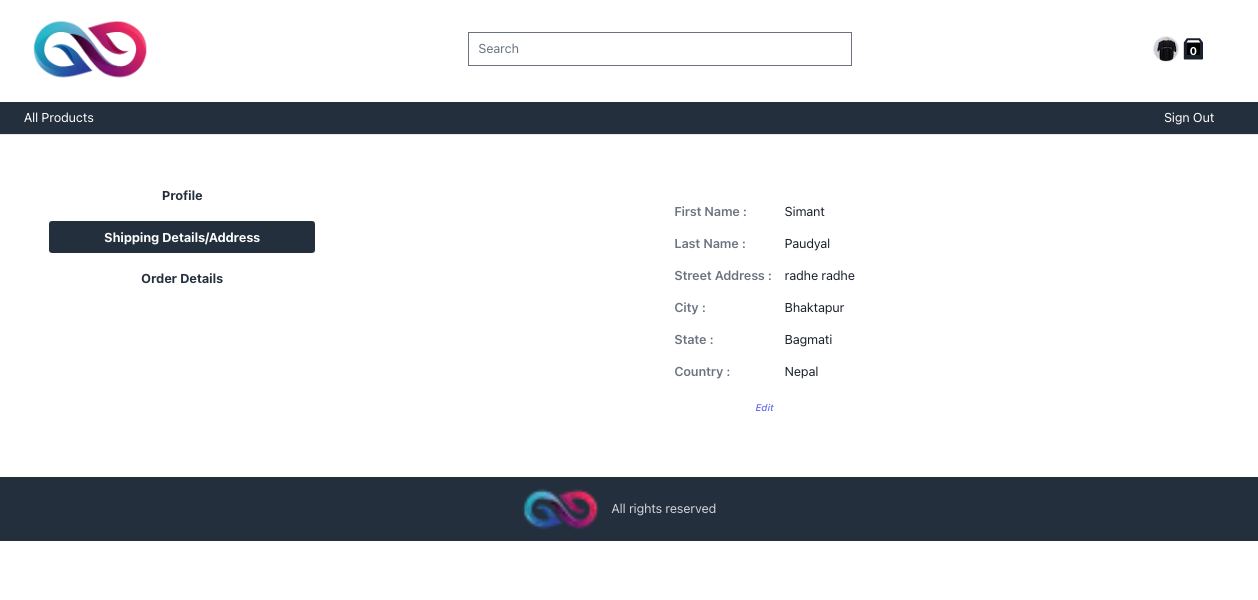 Search
0
All Products
Sign Out
Profile
Shipping Details/Address
Order Details
First Name : Simant
Last Name : Paudyal
Street Address : radhe radhe
City : Bhaktapur
State : Bagmati
Country : Nepal
Edit
All rights reserved